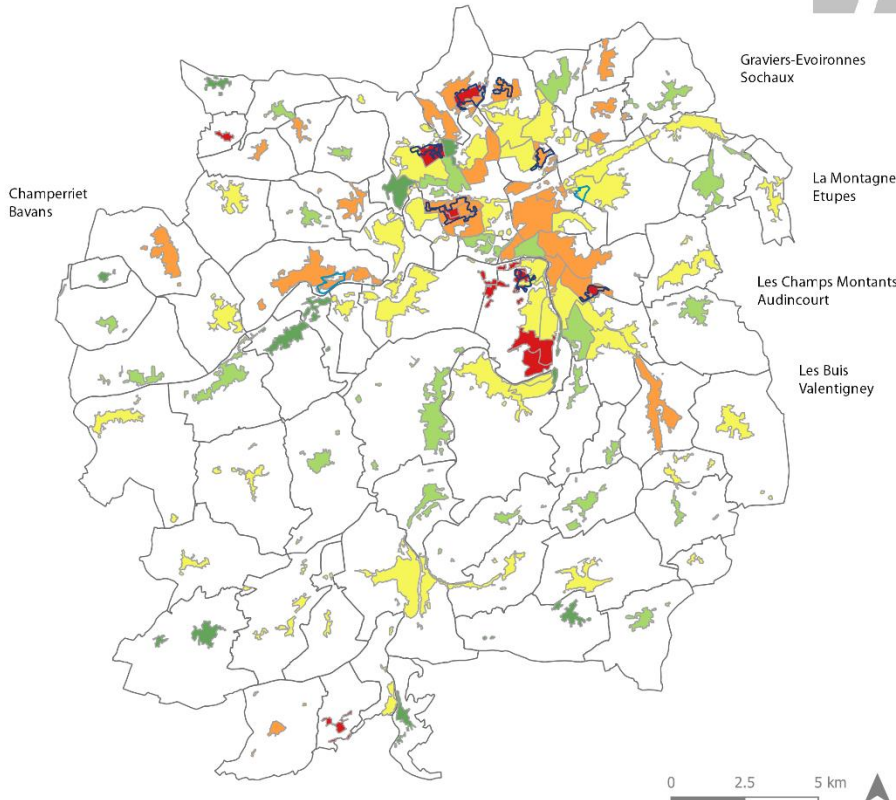 Graviers-Evoironnes
Sochaux
La Montagne
Etupes
Champerriet
Bavans
Les Champs Montants
Audincourt
Les Buis
Valentigney
0 2.5 5 km